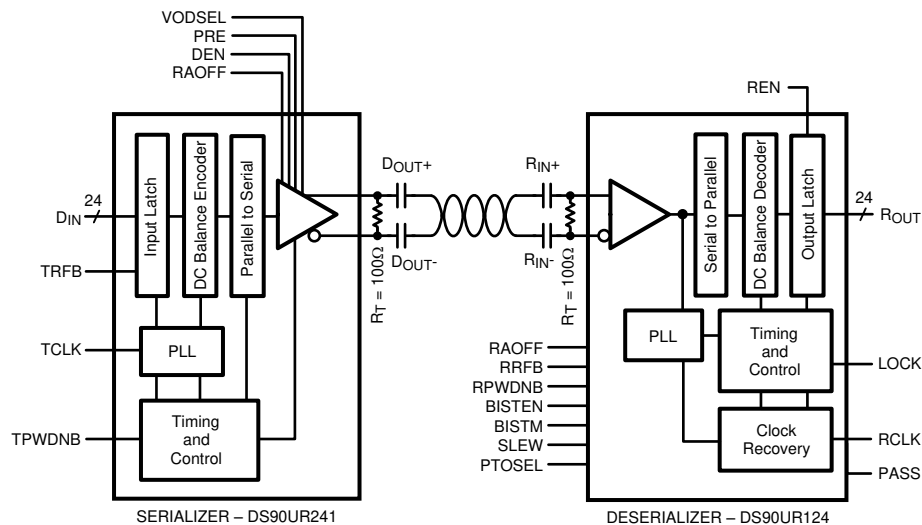 VODSEL
PRE
DEN
RAOFF
REN
Input Latch
DC Balance Encoder
Parallel to Serial
DOUT+
DOUT-
RT = 100Ω
RIN+
RIN-
RT = 100Ω
Serial to Parallel
DC Balance Decoder
Output Latch
24
DIN
24
ROUT
TRFB
TCLK
PLL
TPWDNB
Timing
and
Control
RAOFF
RRFB
RPWDNB
BISTEN
BISTM
SLEW
PTOSEL
PLL
Timing
and
Control
LOCK
Clock
Recovery
RCLK
PASS
SERIALIZER – DS90UR241
DESERIALIZER – DS90UR124